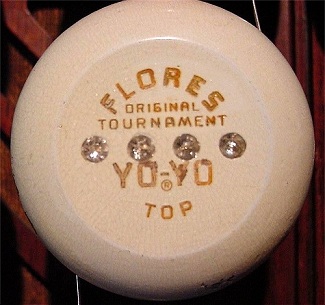 FLORES
ORIGINAL
TOURNAMENT
YO-YO
®
TOP